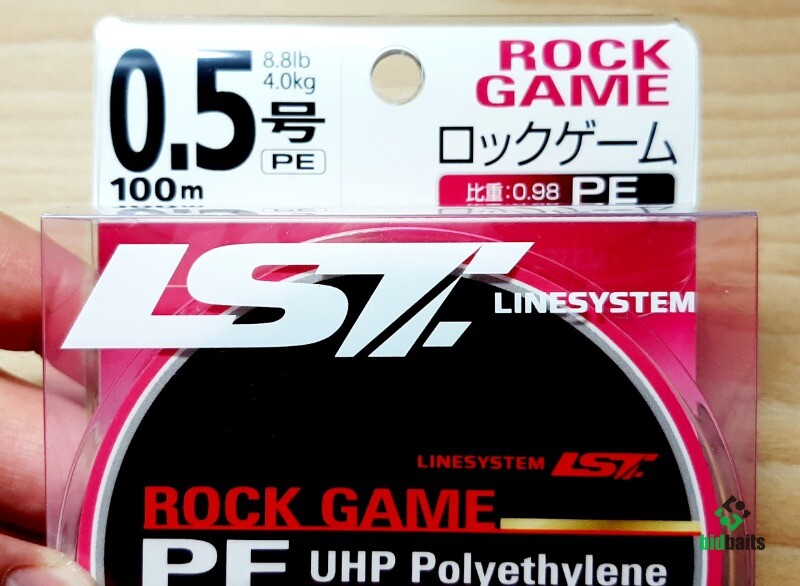 0.5号
8.8lb
4.0kg
PE
100m
ROCK
GAME
ロックゲーム
比重:0.98 PE
LST.
LINESYSTEM
LINESYSTEM LST.
ROCK GAME
PE UHP Polyethylene
bidbaits